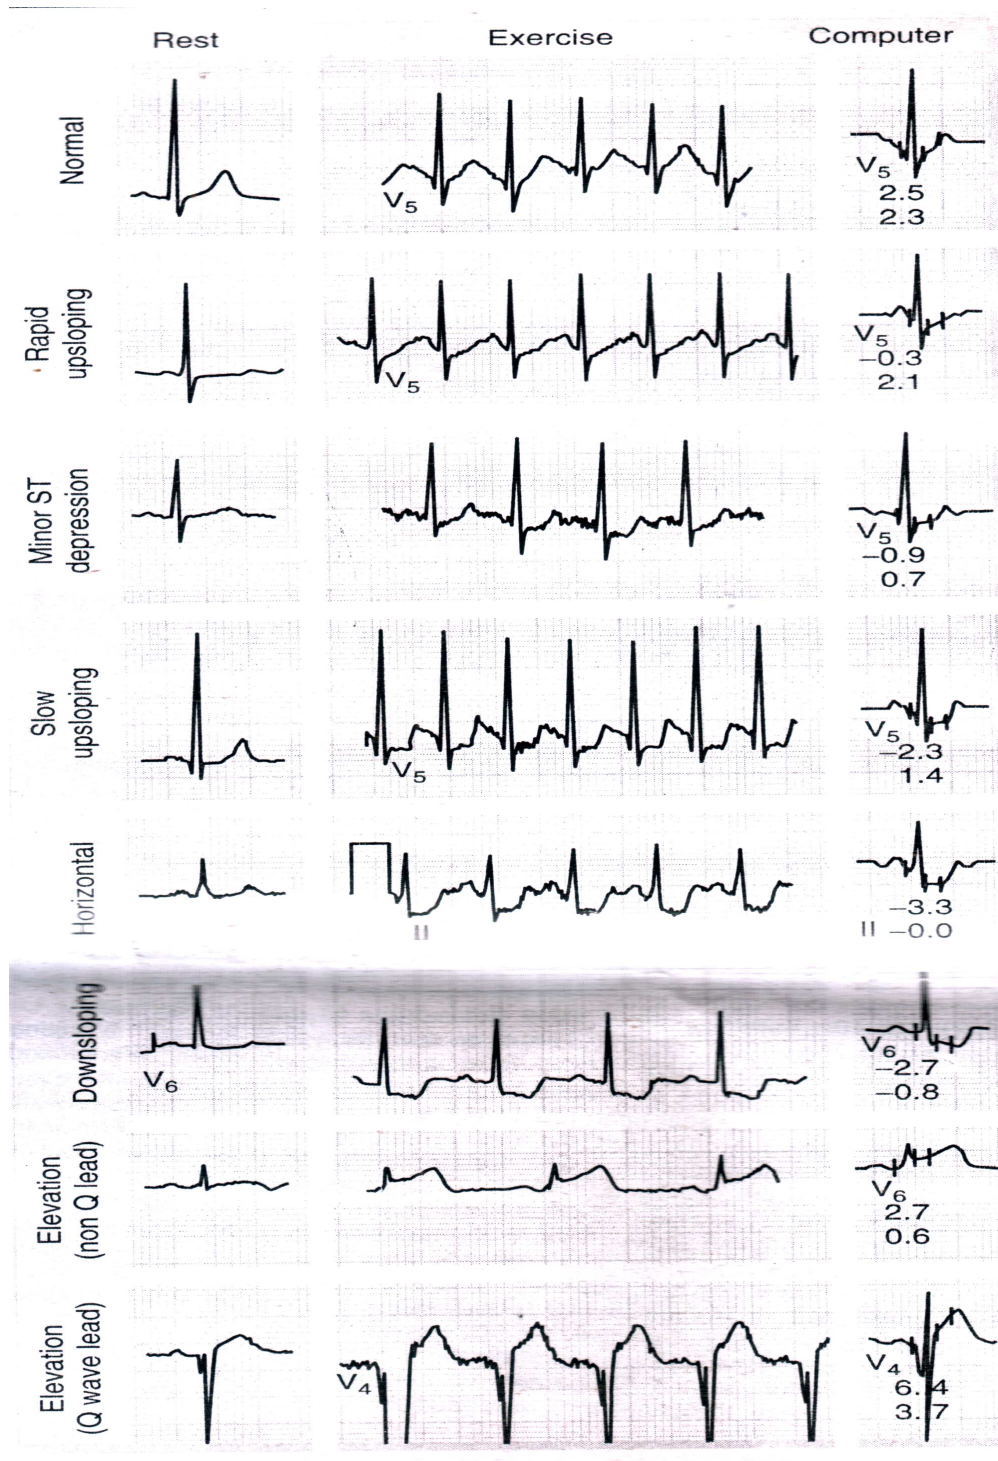 Rest Exercise Computer
Normal
V5
V5
2.5
2.3
Rapid
upsloping
V5
V5
−0.3
2.1
Minor ST
depression
V5
−0.9
0.7
Slow
upsloping
V5
V5
−2.3
1.4
Horizontal
II
−3.3
II −0.0
Downsloping
V6
V6
−2.7
−0.8
Elevation
(non Q lead)
V6
2.7
0.6
Elevation
(Q wave lead)
V4
V4
6.4
3.7